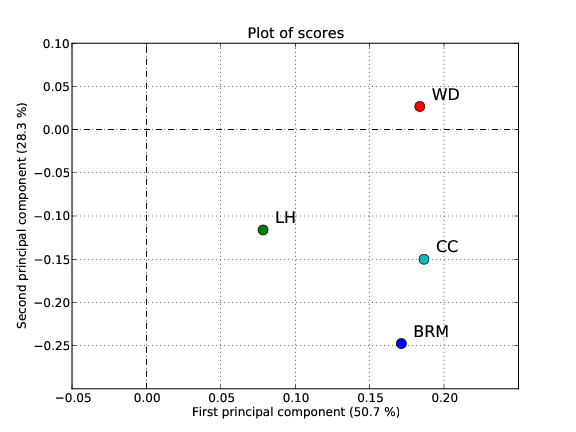 Plot of scores
0.10
0.05
0.00
−0.05
−0.10
−0.15
−0.20
−0.25
Second principal component (28.3 %)
WD
LH
CC
BRM
−0.05 0.00 0.05 0.10 0.15 0.20
First principal component (50.7 %)